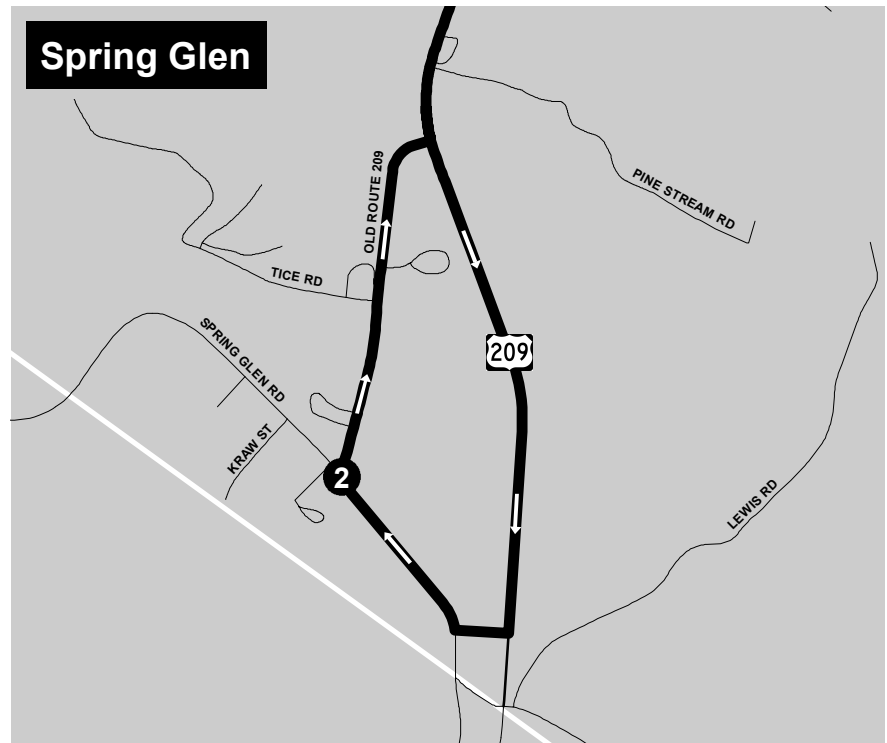 Spring Glen
OLD ROUTE 209
PINE STREAM RD
TICE RD
SPRING GLEN RD
209
KRAW ST
2
LEWIS RD